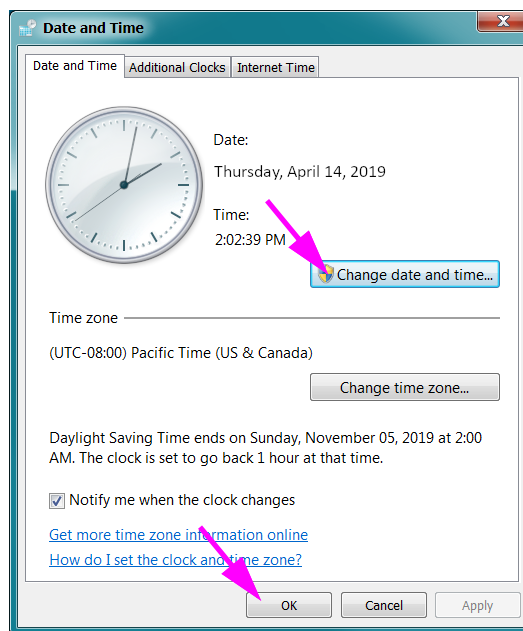 Date and Time
Date and Time
Additional Clocks
Internet Time
Date:
Thursday, April 14, 2019
Time:
2:02:39 PM
Change date and time...
Time zone
(UTC-08:00) Pacific Time (US & Canada)
Change time zone...
Daylight Saving Time ends on Sunday, November 05, 2019 at 2:00
AM. The clock is set to go back 1 hour at that time.
Notify me when the clock changes
Get more time zone information online
How do I set the clock and time zone?
OK
Cancel
Apply